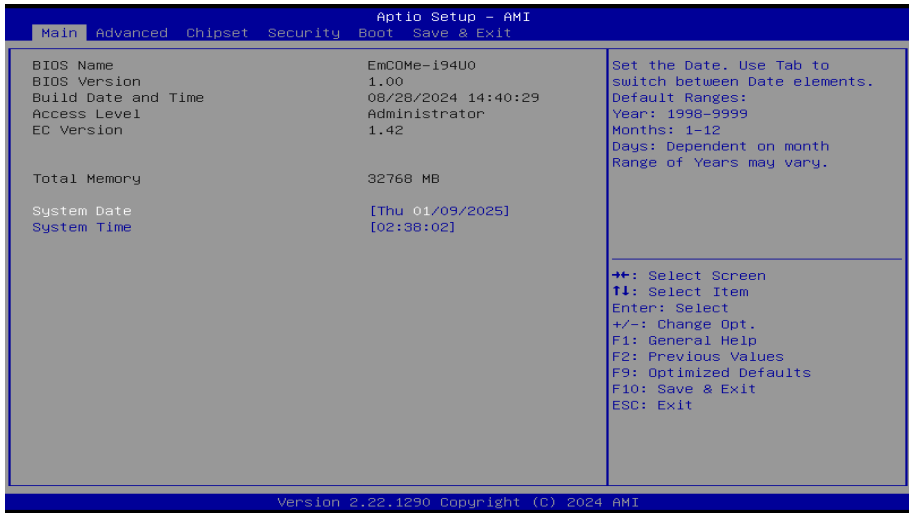 Aptio Setup - AMI
Main Advanced Chipset Security Boot Save & Exit
BIOS Name EmCOMe-i94U0
BIOS Version 1.00
Build Date and Time 08/28/2024 14:40:29
Access Level Administrator
EC Version 1.42
Total Memory 32768 MB
System Date [Thu 01/09/2025]
System Time [02:38:02]
Set the Date. Use Tab to
switch between Date elements.
Default Ranges:
Year: 1998-9999
Months: 1-12
Days: Dependent on month
Range of Years may vary.
→←: Select Screen
↑↓: Select Item
Enter: Select
+/-: Change Opt.
F1: General Help
F2: Previous Values
F9: Optimized Defaults
F10: Save & Exit
ESC: Exit
Version 2.22.1290 Copyright (C) 2024 AMI